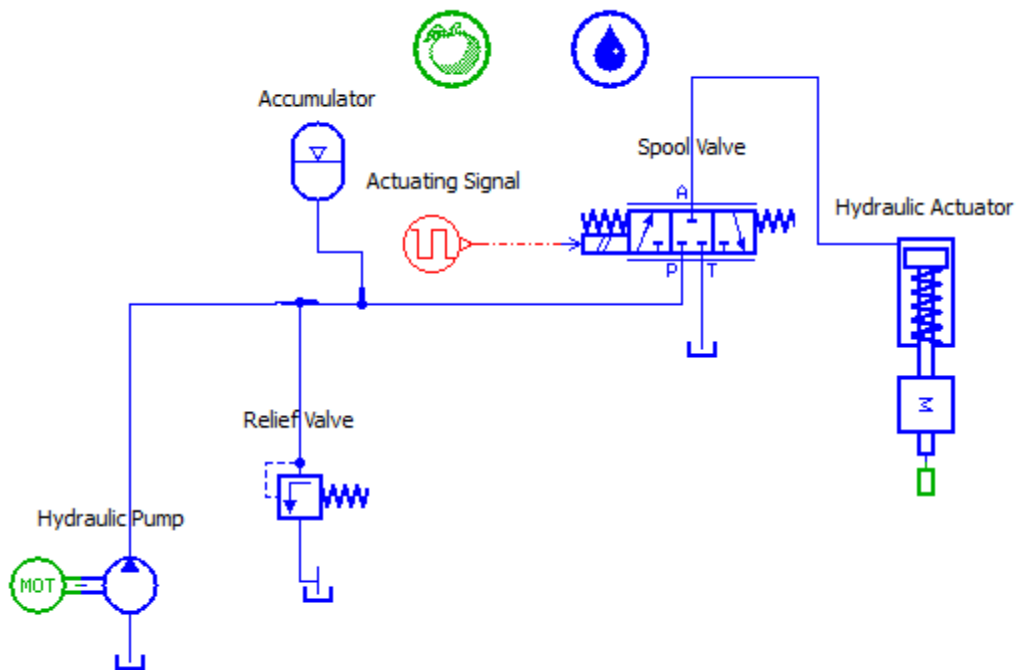 Accumulator
Spool Valve
Actuating Signal
A
Hydraulic Actuator
P T
M
Relief Valve
Hydraulic Pump
MOT